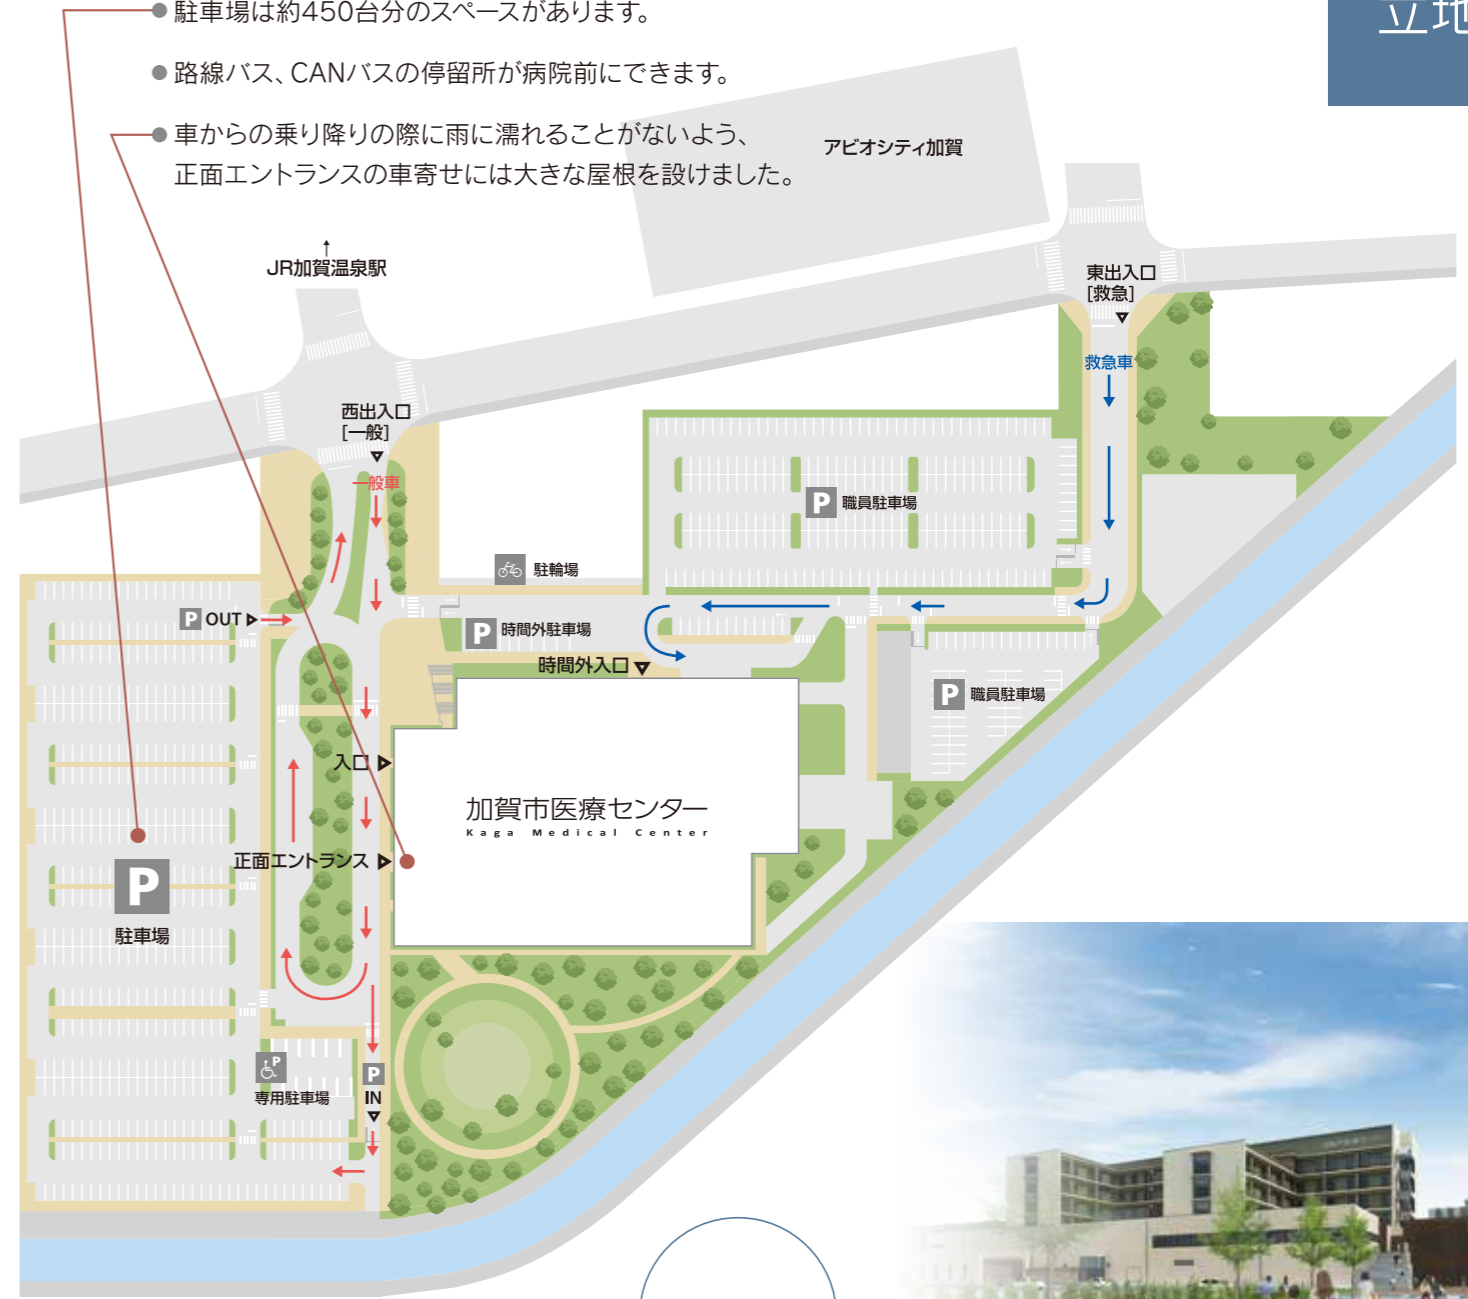 ● 駐車場は約450台分のスペースがあります。
● 路線バス、CANバスの停留所が病院前にできます。
● 車からの乗り降りの際に雨に濡れることがないよう、
正面エントランスの車寄せには大きな屋根を設けました。
立地
アビオシティ加賀
↑
JR加賀温泉駅
東出入口
[救急]
救急車
西出入口
[一般]
一般車
P 職員駐車場
駐輪場
P OUT
P 時間外駐車場
時間外入口
P 職員駐車場
入口
加賀市医療センター
Kaga Medical Center
正面エントランス
P
駐車場
P
専用駐車場
P
IN